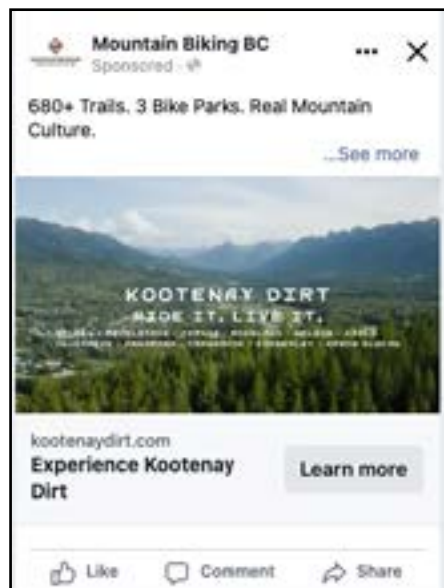 Mountain Biking BC
Sponsored ·
680+ Trails. 3 Bike Parks. Real Mountain
Culture.
...See more
KOOTENAY DIRT
RIDE IT. LIVE IT.
kootenaydirt.com
Experience Kootenay
Dirt
Learn more
Like Comment Share